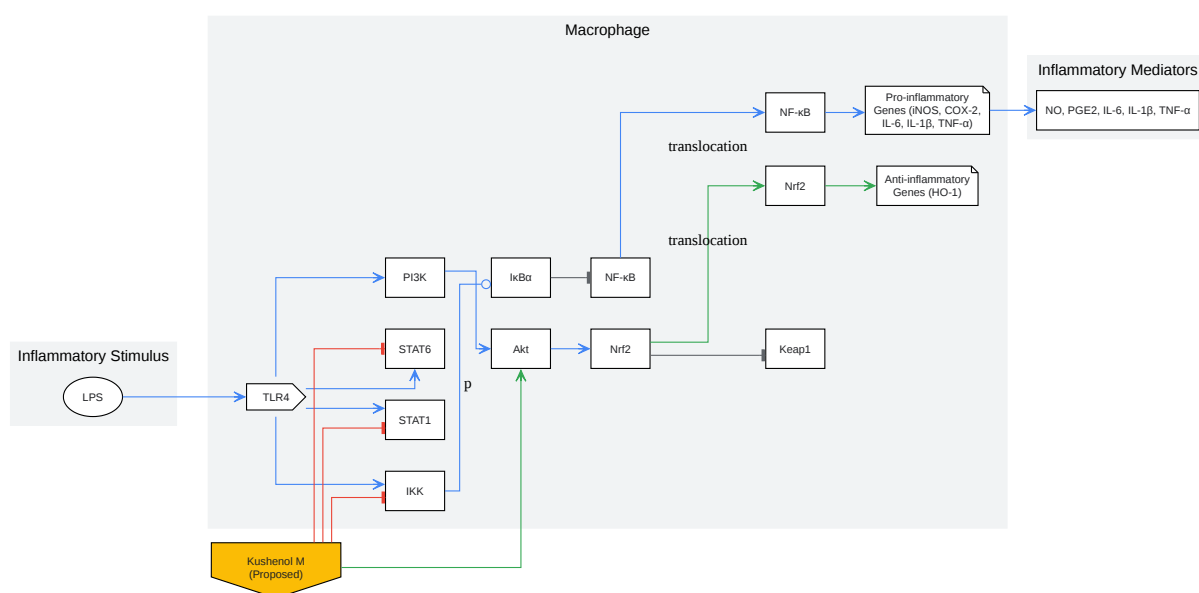 Macrophage
Inflammatory Mediators
NF-κB
Pro-inflammatory
Genes (iNOS, COX-2,
IL-6, IL-1β, TNF-α)
NO, PGE2, IL-6, IL-1β, TNF-α
translocation
Nrf2
Anti-inflammatory
Genes (HO-1)
translocation
PI3K
IκBα
NF-κB
Inflammatory Stimulus
STAT6
Akt
Nrf2
Keap1
LPS
TLR4
p
STAT1
IKK
Kushenol M
(Proposed)